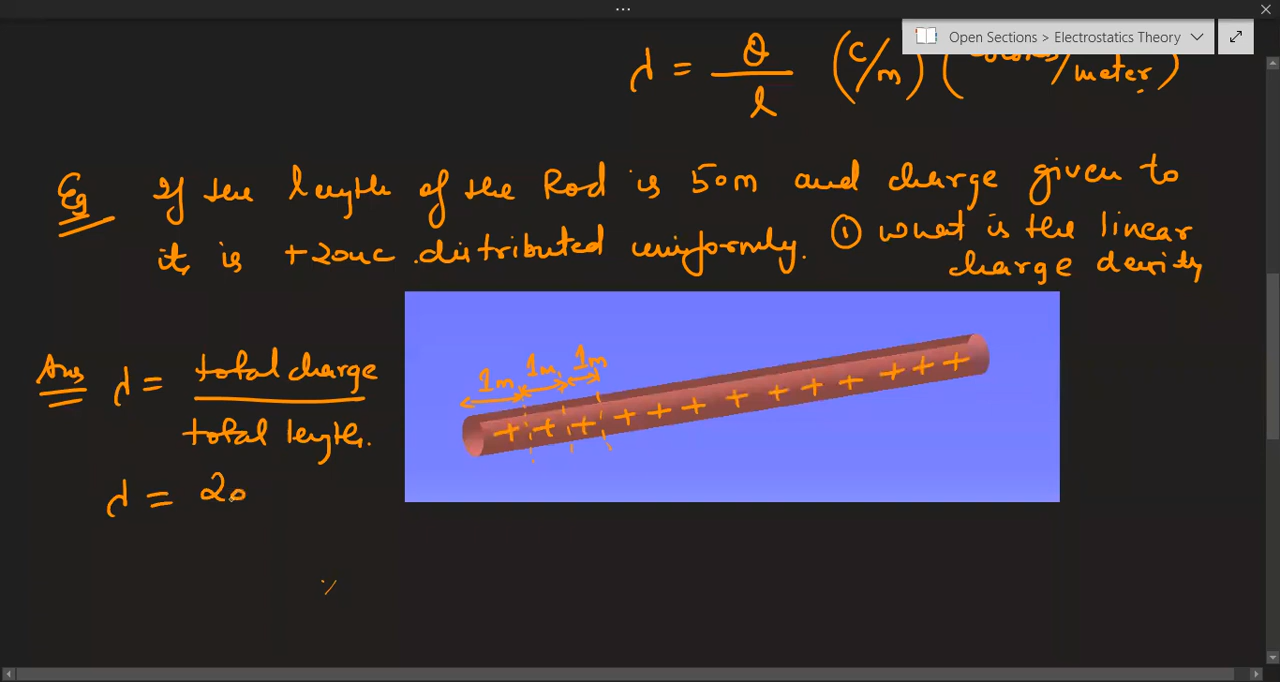 Open Sections > Electrostatics Theory
λ = Q/l (C/m) ( /meter)
Eg If the length of the Rod is 50m and charge given to
it is +20uc distributed uniformly. ① What is the linear
charge density
1m 1m 1m
+ + + + + + + + + + + + +
Ans λ = total charge
total length.
λ = 20